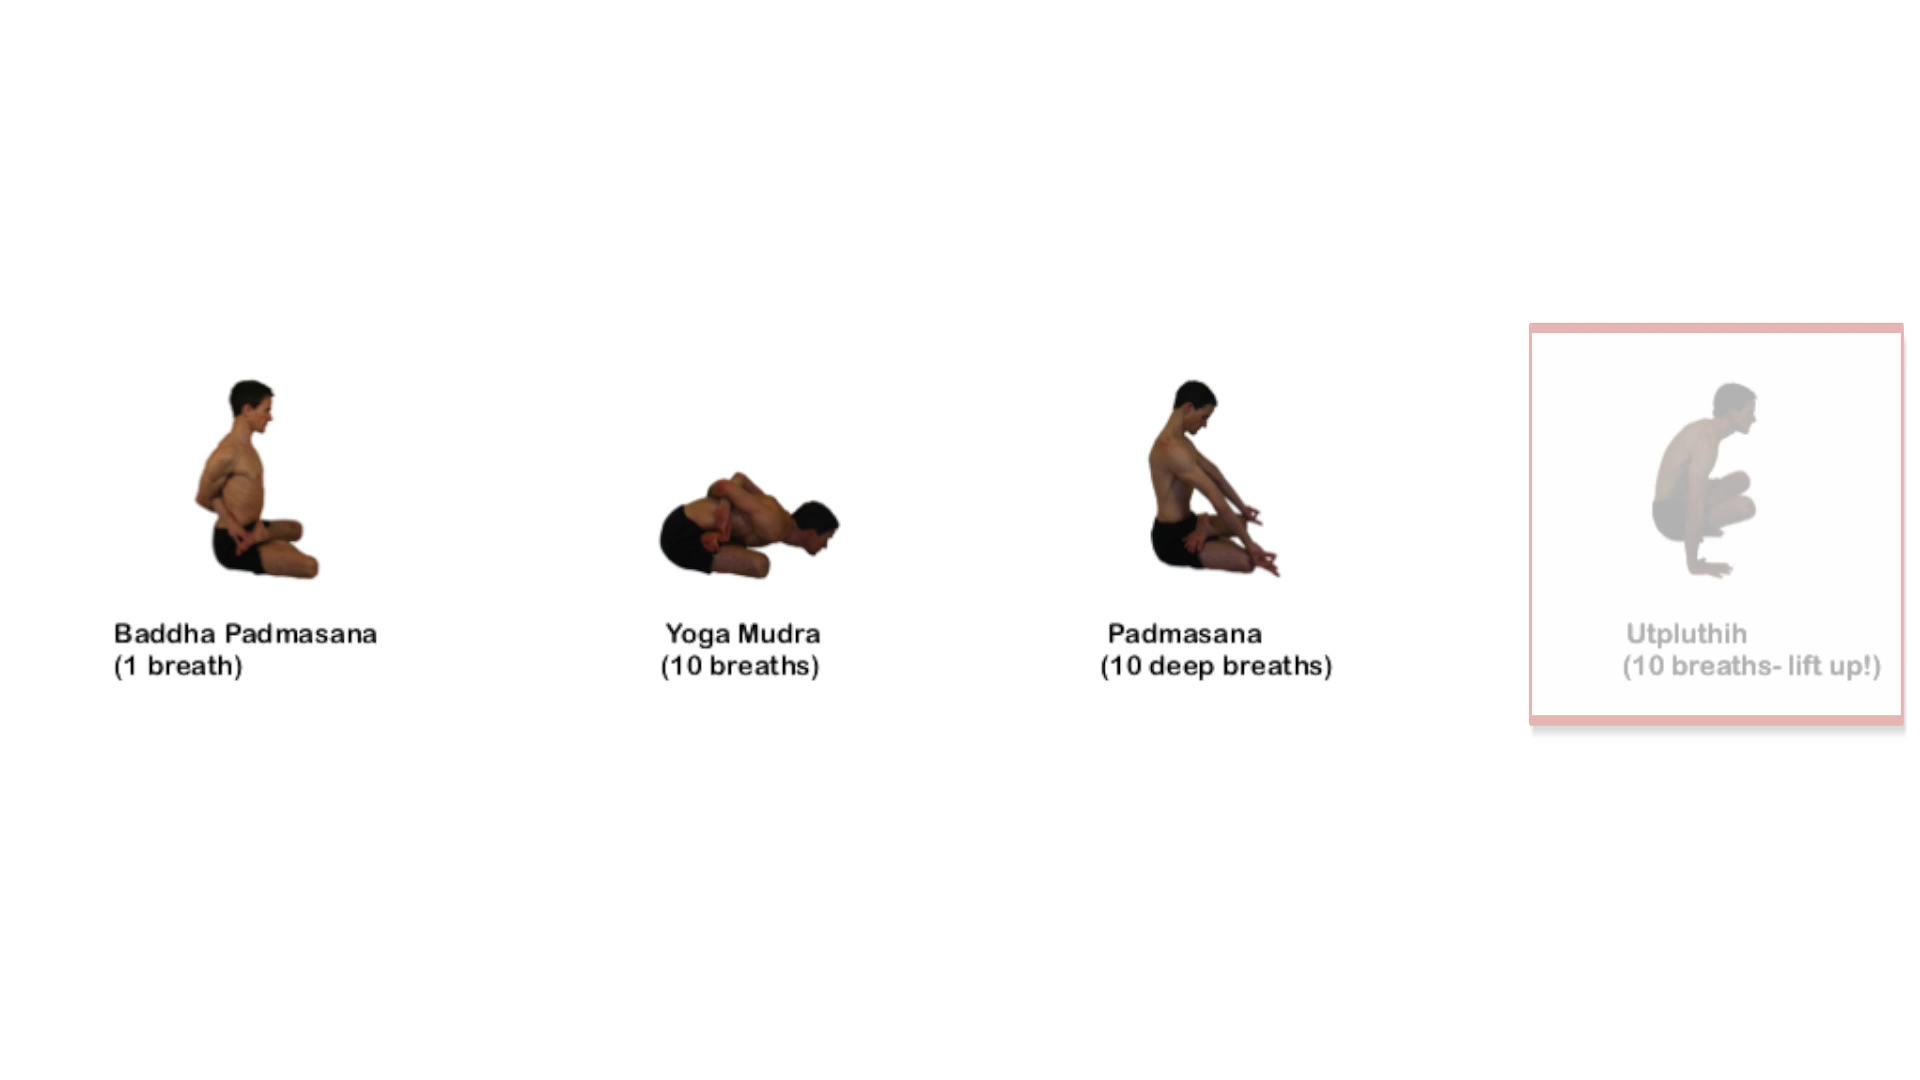 Baddha Padmasana
(1 breath)
Yoga Mudra
(10 breaths)
Padmasana
(10 deep breaths)
Utpluthih
(10 breaths- lift up!)